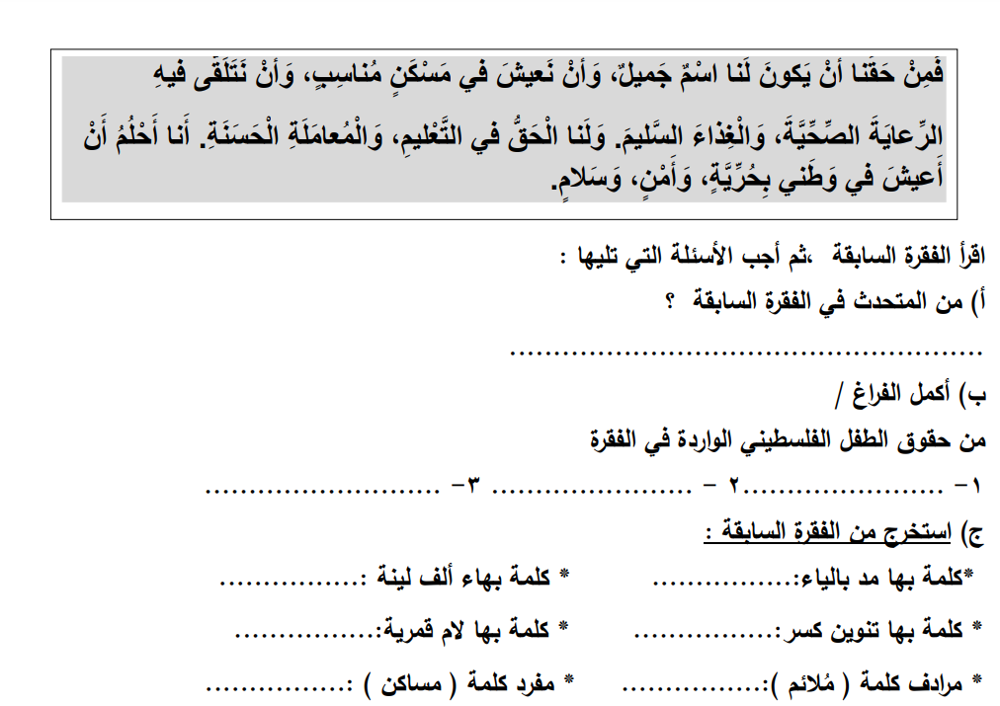 فَمِنْ حَقِّنا أنْ يَكونَ لَنا اسْمٌ جَميلٌ، وَأنْ نَعيشَ في مَسْكَنٍ مُناسِبٍ، وَأنْ نَتَلَقّى فيهِ
الرِّعايَةَ الصِّحِّيَّةَ، وَالْغِذاءَ السَّليمَ. وَلَنا الْحَقُّ في التَّعْليمِ، وَالْمُعامَلَةِ الْحَسَنَةِ. أَنا أَحْلُمُ أَنْ
أَعيشَ في وَطَني بِحُرِّيَّةٍ، وَأَمْنٍ، وَسَلامٍ.
اقرأ الفقرة السابقة ،ثم أجب الأسئلة التي تليها :
أ) من المتحدث في الفقرة السابقة ؟
.....................................................
ب) أكمل الفراغ /
من حقوق الطفل الفلسطيني الواردة في الفقرة
١- .......................٢ - ....................... ٣- ...........................
ج) استخرج من الفقرة السابقة :
*كلمة بها مد بالياء:................ * كلمة بهاء ألف لينة :................
* كلمة بها تنوين كسر:................ * كلمة بها لام قمرية:................
* مرادف كلمة ( مُلائم ):................ * مفرد كلمة ( مساكن ) :................